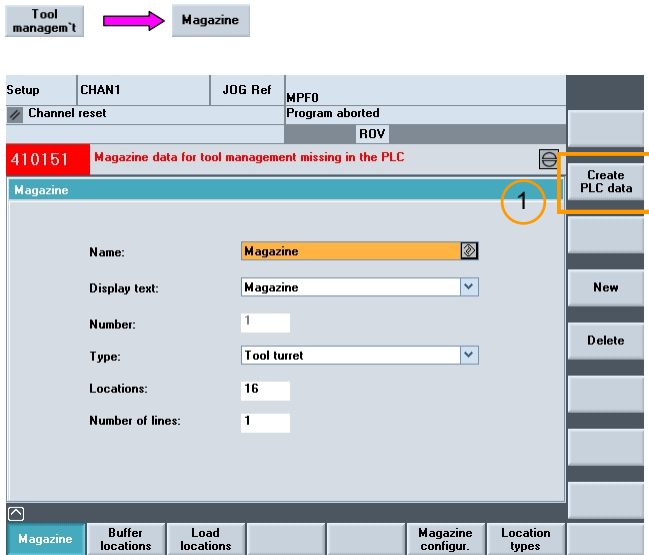 Tool
managem`t
Magazine
Setup CHAN1 JOG Ref MPF0
Channel reset Program aborted
ROV
410151 Magazine data for tool management missing in the PLC
Create
PLC data
Magazine
1
Name: Magazine
Display text: Magazine
New
Number: 1
Delete
Type: Tool turret
Locations: 16
Number of lines: 1
Magazine
Buffer
locations
Load
locations
Magazine
configur.
Location
types